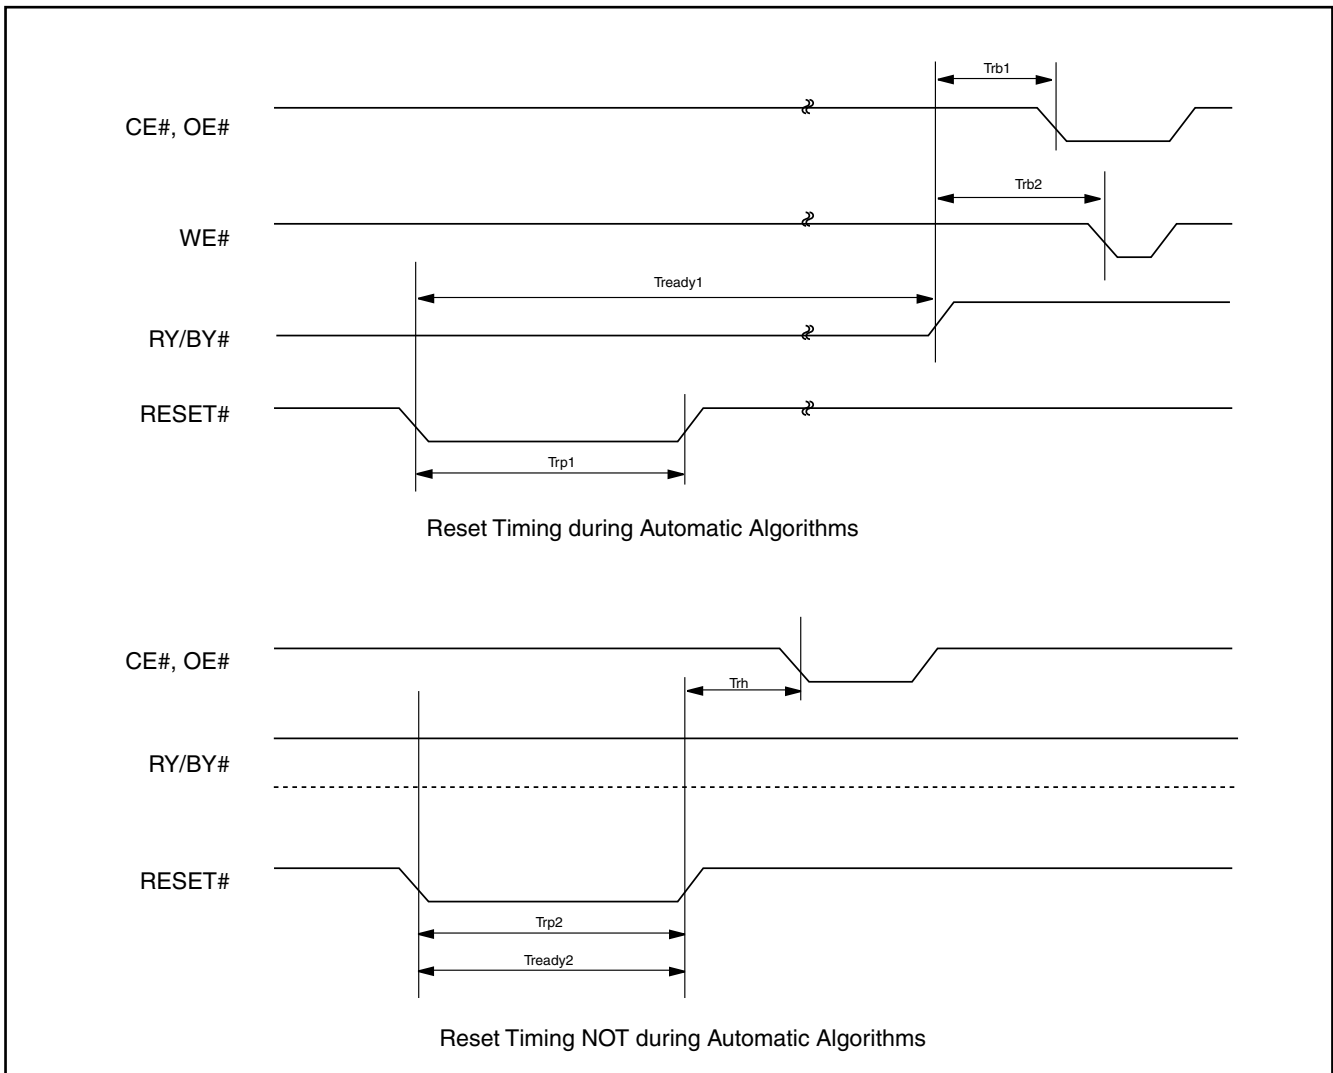 Trb1
CE#, OE#
Trb2
WE#
Tready1
RY/BY#
RESET#
Trp1
Reset Timing during Automatic Algorithms
CE#, OE#
Trh
RY/BY#
RESET#
Trp2
Tready2
Reset Timing NOT during Automatic Algorithms